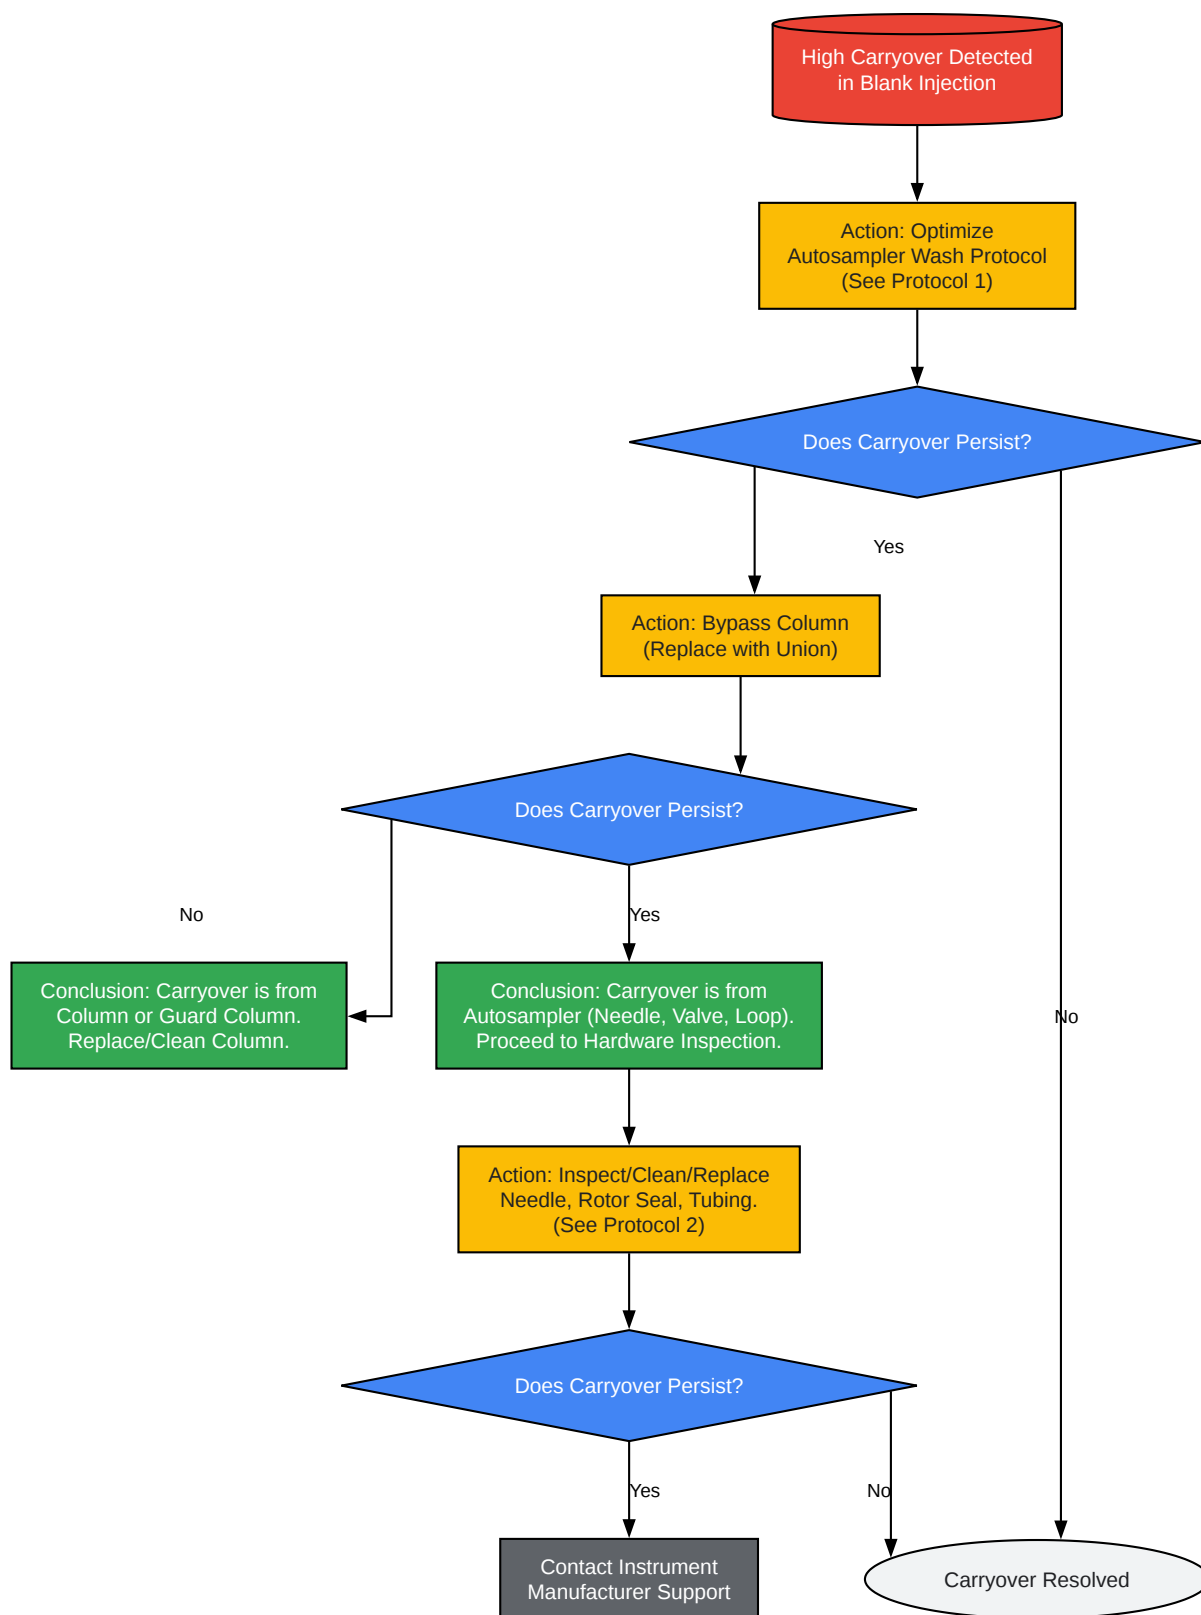 High Carryover Detected
in Blank Injection
Action: Optimize
Autosampler Wash Protocol
(See Protocol 1)
Does Carryover Persist?
Yes
Action: Bypass Column
(Replace with Union)
Does Carryover Persist?
No
Yes
Conclusion: Carryover is from
Column or Guard Column.
Replace/Clean Column.
Conclusion: Carryover is from
Autosampler (Needle, Valve, Loop).
Proceed to Hardware Inspection.
No
Action: Inspect/Clean/Replace
Needle, Rotor Seal, Tubing.
(See Protocol 2)
Does Carryover Persist?
Yes
No
Contact Instrument
Manufacturer Support
Carryover Resolved